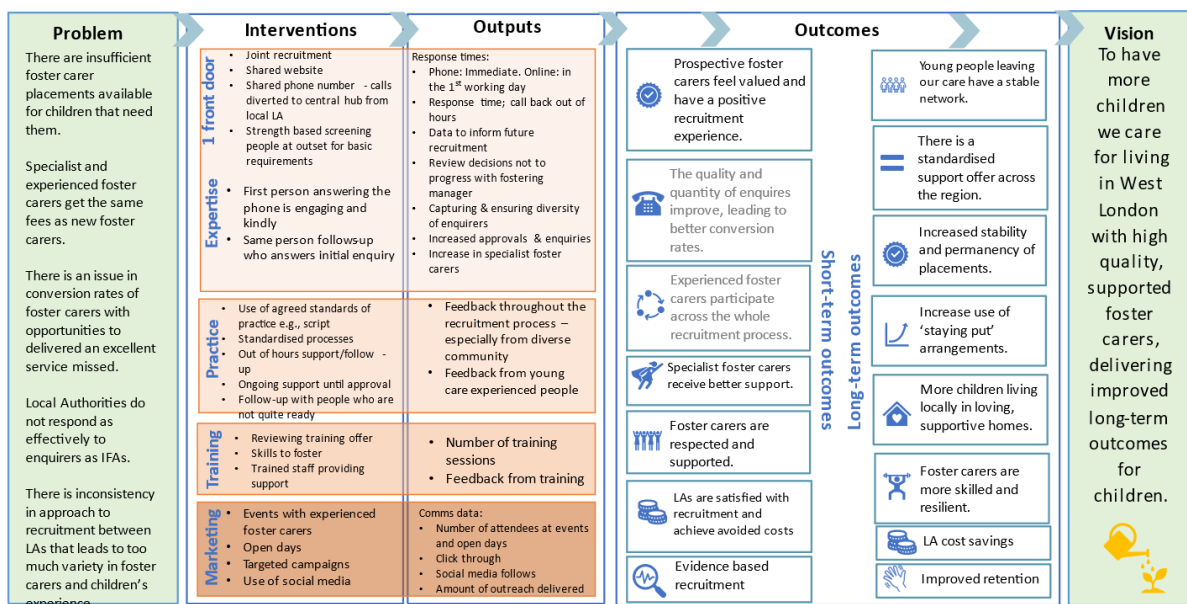 Problem
There are insufficient
foster carer
placements available
for children that need
them.
Specialist and
experienced foster
carers get the same
fees as new foster
carers.
There is an issue in
conversion rates of
foster carers with
opportunities to
delivered an excellent
service missed.
Local Authorities do
not respond as
effectively to
enquirers as IFAs.
There is inconsistency
in approach to
recruitment between
LAs that leads to too
much variety in foster
carers and children's
experience
Interventions
1 front door
• Joint recruitment
• Shared website
• Shared phone number - calls
diverted to central hub from
local LA
• Strength based screening
people at outset for basic
requirements
Expertise
• First person answering the
phone is engaging and
kindly
• Same person follow-up
who answers initial enquiry
Practice
• Use of agreed standards of
practice e.g., script
• Standardised processes
• Out of hours support/follow -
up
• Ongoing support until approval
• Follow-up with people who are
not quite ready
Training
• Reviewing training offer
• Skills to foster
• Trained staff providing
support
Marketing
• Events with experienced
foster carers
• Open days
• Targeted campaigns
• Use of social media
Outputs
Response times:
• Phone: Immediate. Online: in
the 1st working day
• Response time; call back out of
hours
• Data to inform future
recruitment
• Review decisions not to
progress with fostering
manager
• Capturing & ensuring diversity
of enquirers
• Increased approvals & enquiries
• Increase in specialist foster
carers
• Feedback throughout the
recruitment process –
especially from diverse
community
• Feedback from young
care experienced people
• Number of training
sessions
• Feedback from training
Comms data:
• Number of attendees at events
and open days
• Click through
• Social media follows
• Amount of outreach delivered
Outcomes
Short-term outcomes
Prospective foster
carers feel valued and
have a positive
recruitment
experience.
The quality and
quantity of enquires
improve, leading to
better conversion
rates.
Experienced foster
carers participate
across the whole
recruitment process.
Specialist foster carers
receive better support.
Foster carers are
respected and
supported.
LAs are satisfied with
recruitment and
achieve avoided costs
Evidence based
recruitment
Long-term outcomes
Young people leaving
our care have a stable
network.
There is a
standardised
support offer across
the region.
Increased stability
and permanency of
placements.
Increase use of
'staying put'
arrangements.
More children living
locally in loving,
supportive homes.
Foster carers are
more skilled and
resilient.
LA cost savings
Improved retention
Vision
To have
more
children
we care
for living
in West
London
with high
quality,
supported
foster
carers,
delivering
improved
long-term
outcomes
for
children.